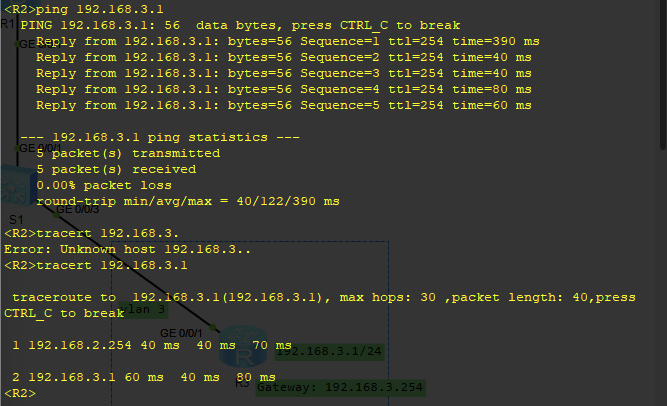 <R2>ping 192.168.3.1
PING 192.168.3.1: 56  data bytes, press CTRL_C to break
Reply from 192.168.3.1: bytes=56 Sequence=1 ttl=254 time=390 ms
Reply from 192.168.3.1: bytes=56 Sequence=2 ttl=254 time=40 ms
Reply from 192.168.3.1: bytes=56 Sequence=3 ttl=254 time=40 ms
Reply from 192.168.3.1: bytes=56 Sequence=4 ttl=254 time=80 ms
Reply from 192.168.3.1: bytes=56 Sequence=5 ttl=254 time=60 ms
--- 192.168.3.1 ping statistics ---
5 packet(s) transmitted
5 packet(s) received
0.00% packet loss
round-trip min/avg/max = 40/122/390 ms
<R2>tracert 192.168.3.
Error: Unknown host 192.168.3..
<R2>tracert 192.168.3.1
traceroute to  192.168.3.1(192.168.3.1), max hops: 30 ,packet length: 40,press
CTRL_C to break
1 192.168.2.254 40 ms  40 ms  70 ms
2 192.168.3.1 60 ms  40 ms  80 ms
<R2>
R1
GE 0/0/1
S1
GE 0/0/3
vlan 3
GE 0/0/1
R
192.168.3.1/24
R3
Gateway: 192.168.3.254